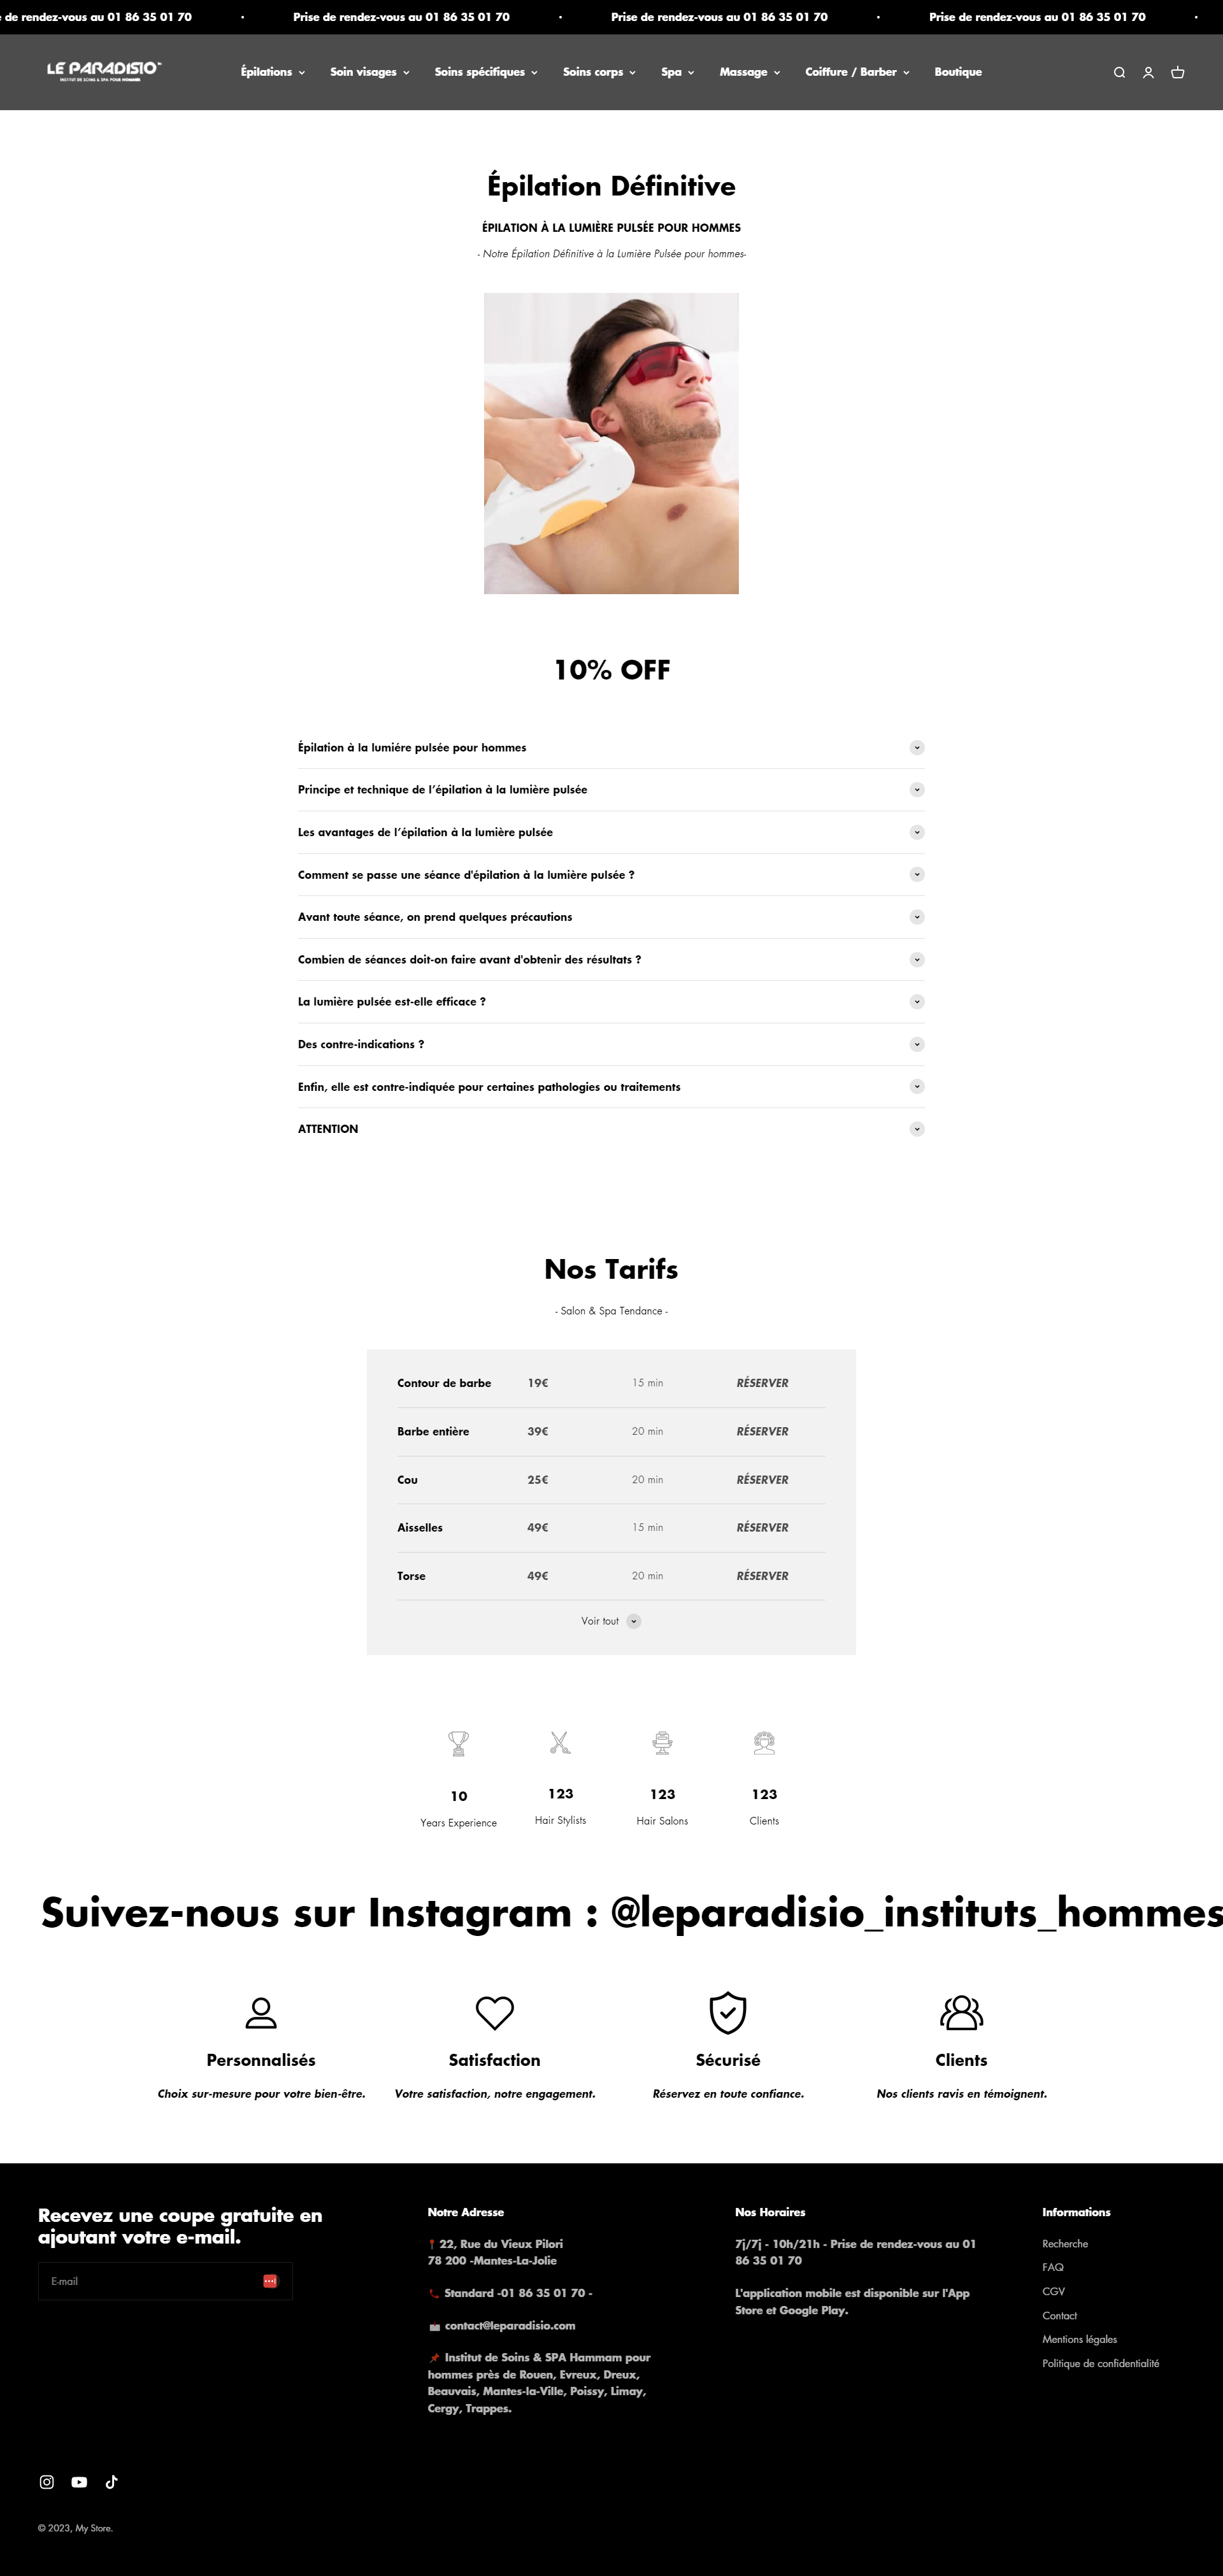 de rendez-vous au 01 86 35 01 70 • Prise de rendez-vous au 01 86 35 01 70 • Prise de rendez-vous au 01 86 35 01 70 • Prise de rendez-vous au 01 86 35 01 70 •
LE PARADISIO™
INSTITUT DE SOINS & SPA POUR HOMMES
Épilations
Soin visages
Soins spécifiques
Soins corps
Spa
Massage
Coiffure / Barber
Boutique
Épilation Définitive
ÉPILATION À LA LUMIÈRE PULSÉE POUR HOMMES
- Notre Épilation Définitive à la Lumière Pulsée pour hommes-
10% OFF
Épilation à la lumiére pulsée pour hommes
Principe et technique de l’épilation à la lumière pulsée
Les avantages de l’épilation à la lumière pulsée
Comment se passe une séance d'épilation à la lumière pulsée ?
Avant toute séance, on prend quelques précautions
Combien de séances doit-on faire avant d'obtenir des résultats ?
La lumière pulsée est-elle efficace ?
Des contre-indications ?
Enfin, elle est contre-indiquée pour certaines pathologies ou traitements
ATTENTION
Nos Tarifs
- Salon & Spa Tendance -
Contour de barbe 19€ 15 min RÉSERVER
Barbe entière 39€ 20 min RÉSERVER
Cou 25€ 20 min RÉSERVER
Aisselles 49€ 15 min RÉSERVER
Torse 49€ 20 min RÉSERVER
Voir tout
10
Years Experience
123
Hair Stylists
123
Hair Salons
123
Clients
Suivez-nous sur Instagram : @leparadisio_instituts_hommes
Personnalisés
Choix sur-mesure pour votre bien-être.
Satisfaction
Votre satisfaction, notre engagement.
Sécurisé
Réservez en toute confiance.
Clients
Nos clients ravis en témoignent.
Recevez une coupe gratuite en
ajoutant votre e-mail.
E-mail
Notre Adresse
22, Rue du Vieux Pilori
78 200 -Mantes-La-Jolie
Standard -01 86 35 01 70 -
contact@leparadisio.com
Institut de Soins & SPA Hammam pour
hommes près de Rouen, Evreux, Dreux,
Beauvais, Mantes-la-Ville, Poissy, Limay,
Cergy, Trappes.
Nos Horaires
7j/7j - 10h/21h - Prise de rendez-vous au 01
86 35 01 70
L'application mobile est disponible sur l'App
Store et Google Play.
Informations
Recherche
FAQ
CGV
Contact
Mentions légales
Politique de confidentialité
© 2023, My Store.